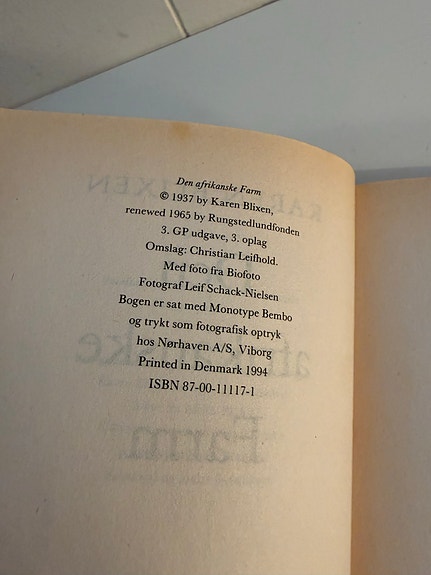 Den afrikanske Farm
© 1937 by Karen Blixen,
renewed 1965 by Rungstedlundfonden
3. GP udgave, 3. oplag
Omslag: Christian Leifhold.
Med foto fra Biofoto
Fotograf Leif Schack-Nielsen
Bogen er sat med Monotype Bembo
og trykt som fotografisk optryk
hos Nørhaven A/S, Viborg
Printed in Denmark 1994
ISBN 87-00-11117-1